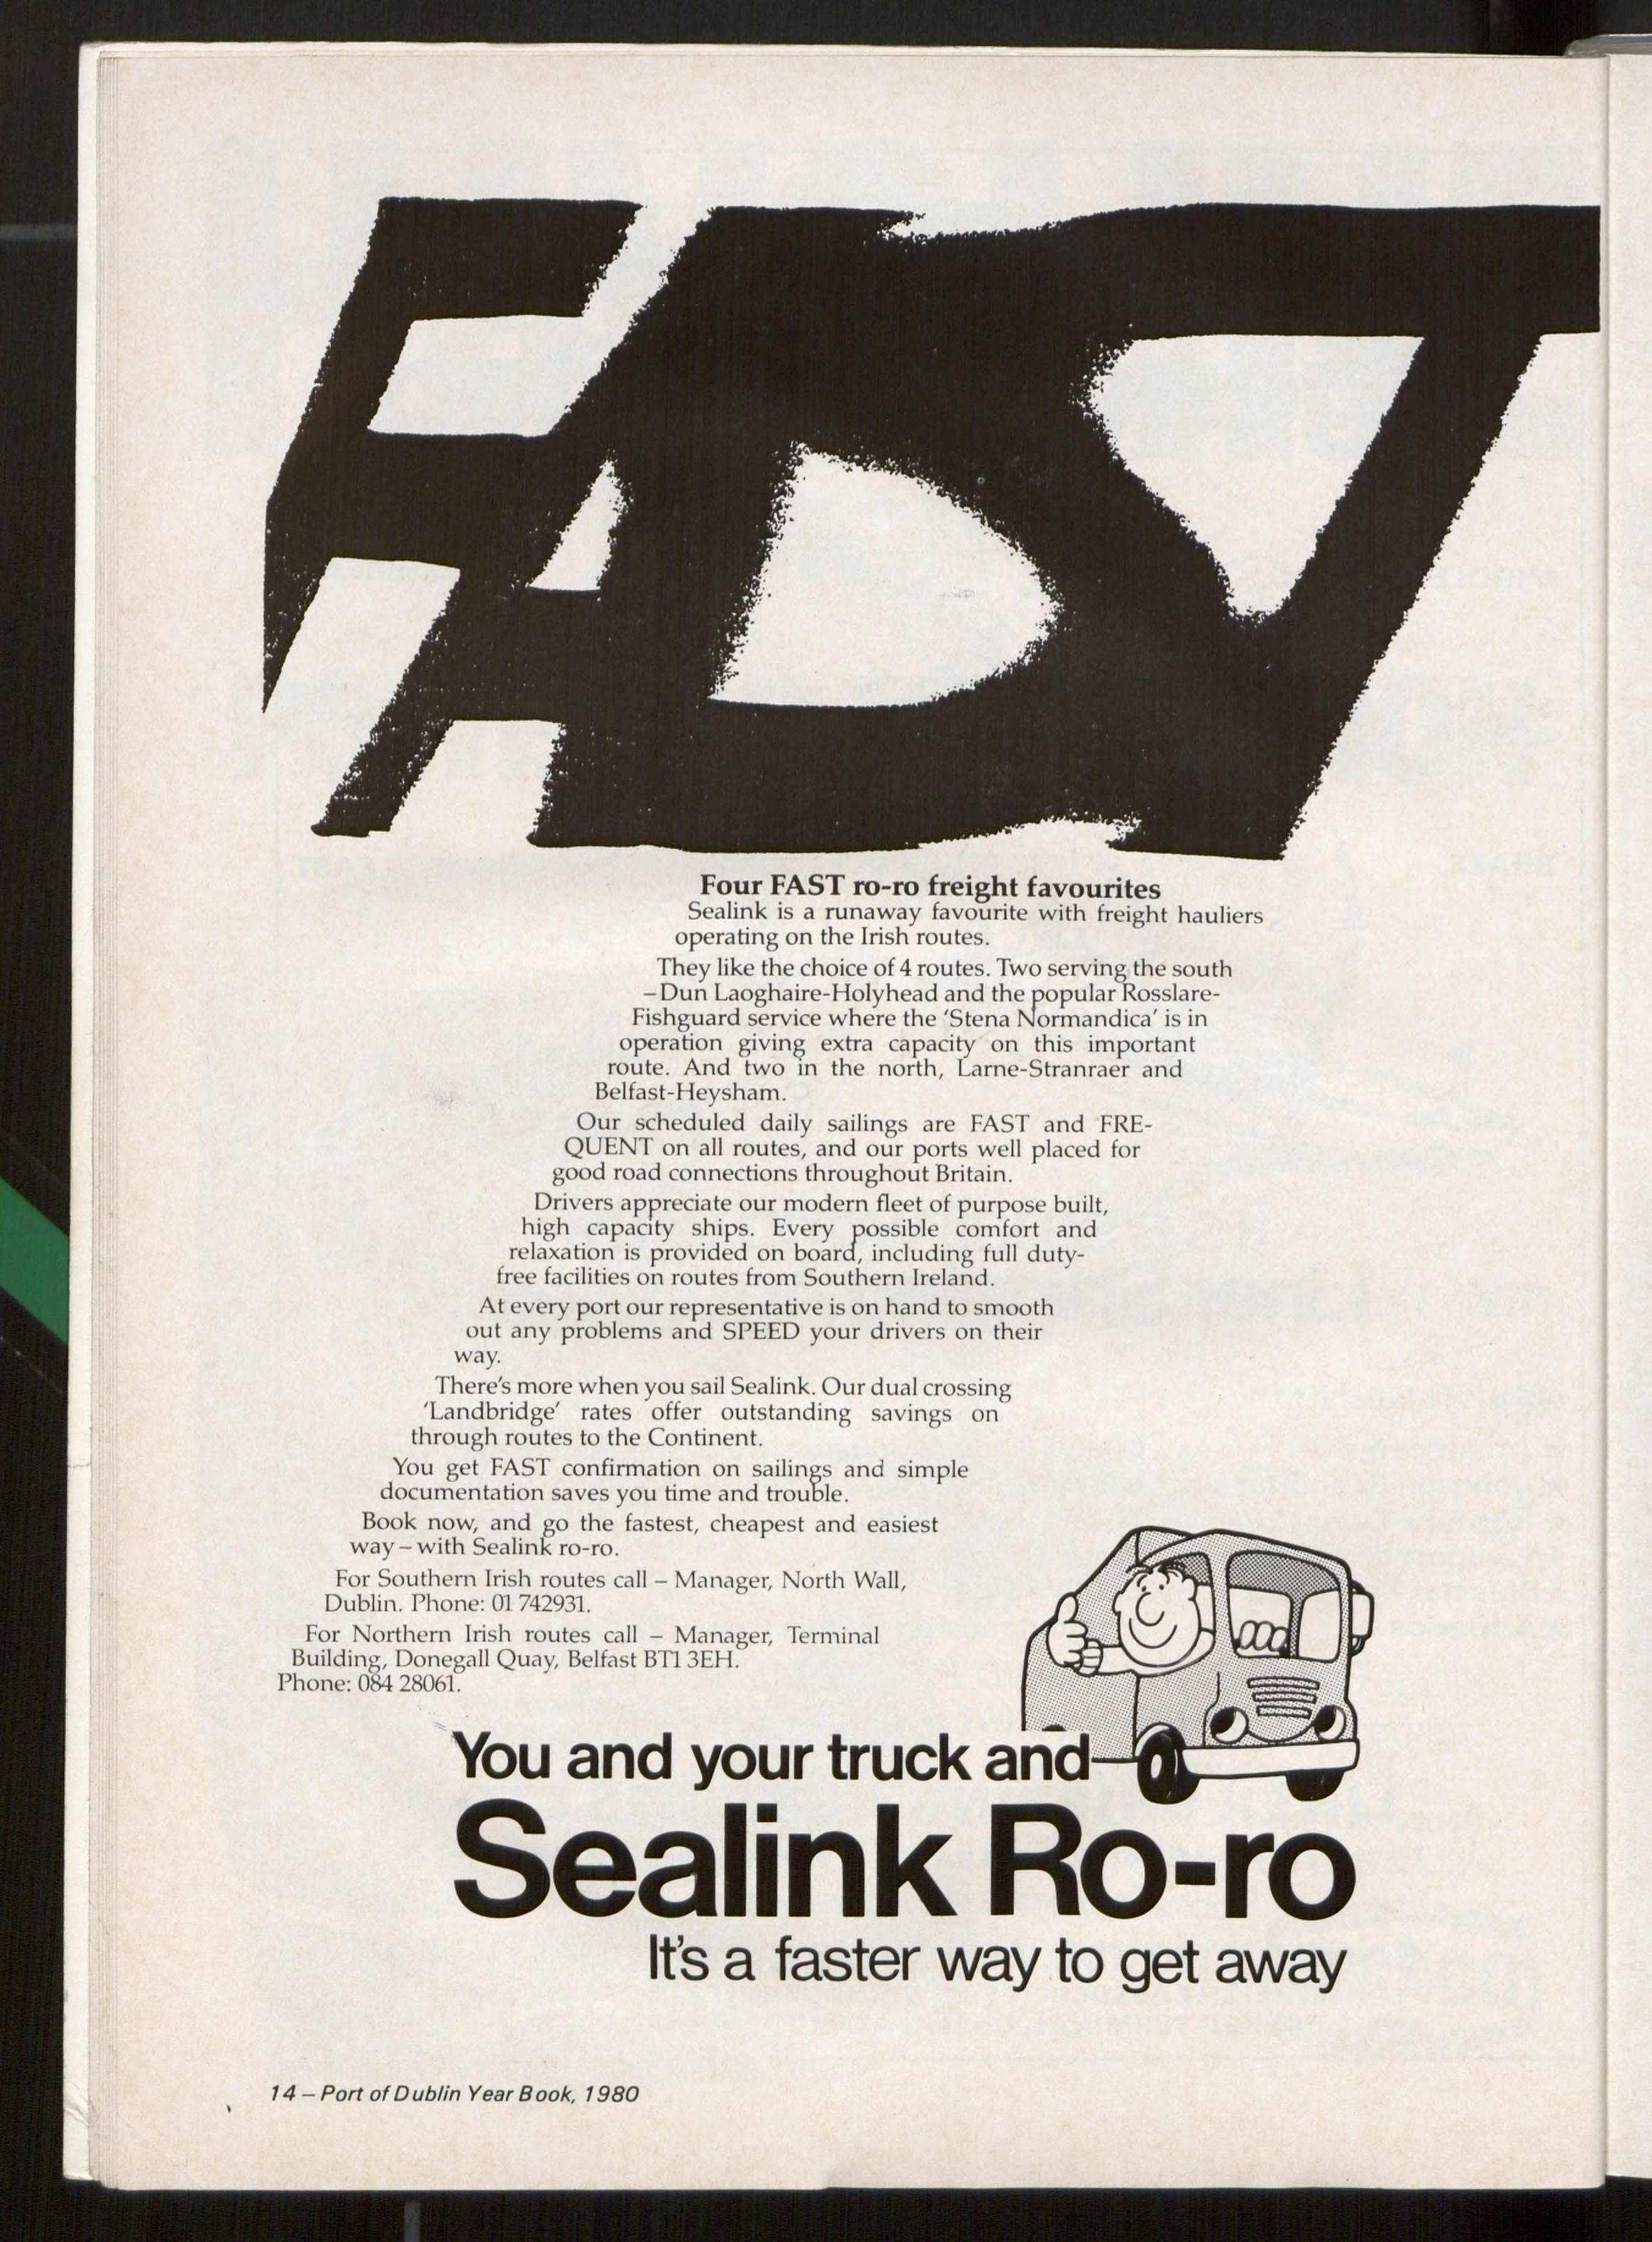 FAST
Four FAST ro-ro freight favourites
Sealink is a runaway favourite with freight hauliers
operating on the Irish routes.
They like the choice of 4 routes. Two serving the south
– Dun Laoghaire-Holyhead and the popular Rosslare-
Fishguard service where the ‘Stena Normandica’ is in
operation giving extra capacity on this important
route. And two in the north, Larne-Stranraer and
Belfast-Heysham.
Our scheduled daily sailings are FAST and FRE-
QUENT on all routes, and our ports well placed for
good road connections throughout Britain.
Drivers appreciate our modern fleet of purpose built,
high capacity ships. Every possible comfort and
relaxation is provided on board, including full duty-
free facilities on routes from Southern Ireland.
At every port our representative is on hand to smooth
out any problems and SPEED your drivers on their
way.
There's more when you sail Sealink. Our dual crossing
‘Landbridge’ rates offer outstanding savings on
through routes to the Continent.
You get FAST confirmation on sailings and simple
documentation saves you time and trouble.
Book now, and go the fastest, cheapest and easiest
way – with Sealink ro-ro.
For Southern Irish routes call – Manager, North Wall,
Dublin. Phone: 01 742931.
For Northern Irish routes call – Manager, Terminal
Building, Donegall Quay, Belfast BT1 3EH.
Phone: 084 28061.
You and your truck and
Sealink Ro-ro
It's a faster way to get away
14 – Port of Dublin Year Book, 1980